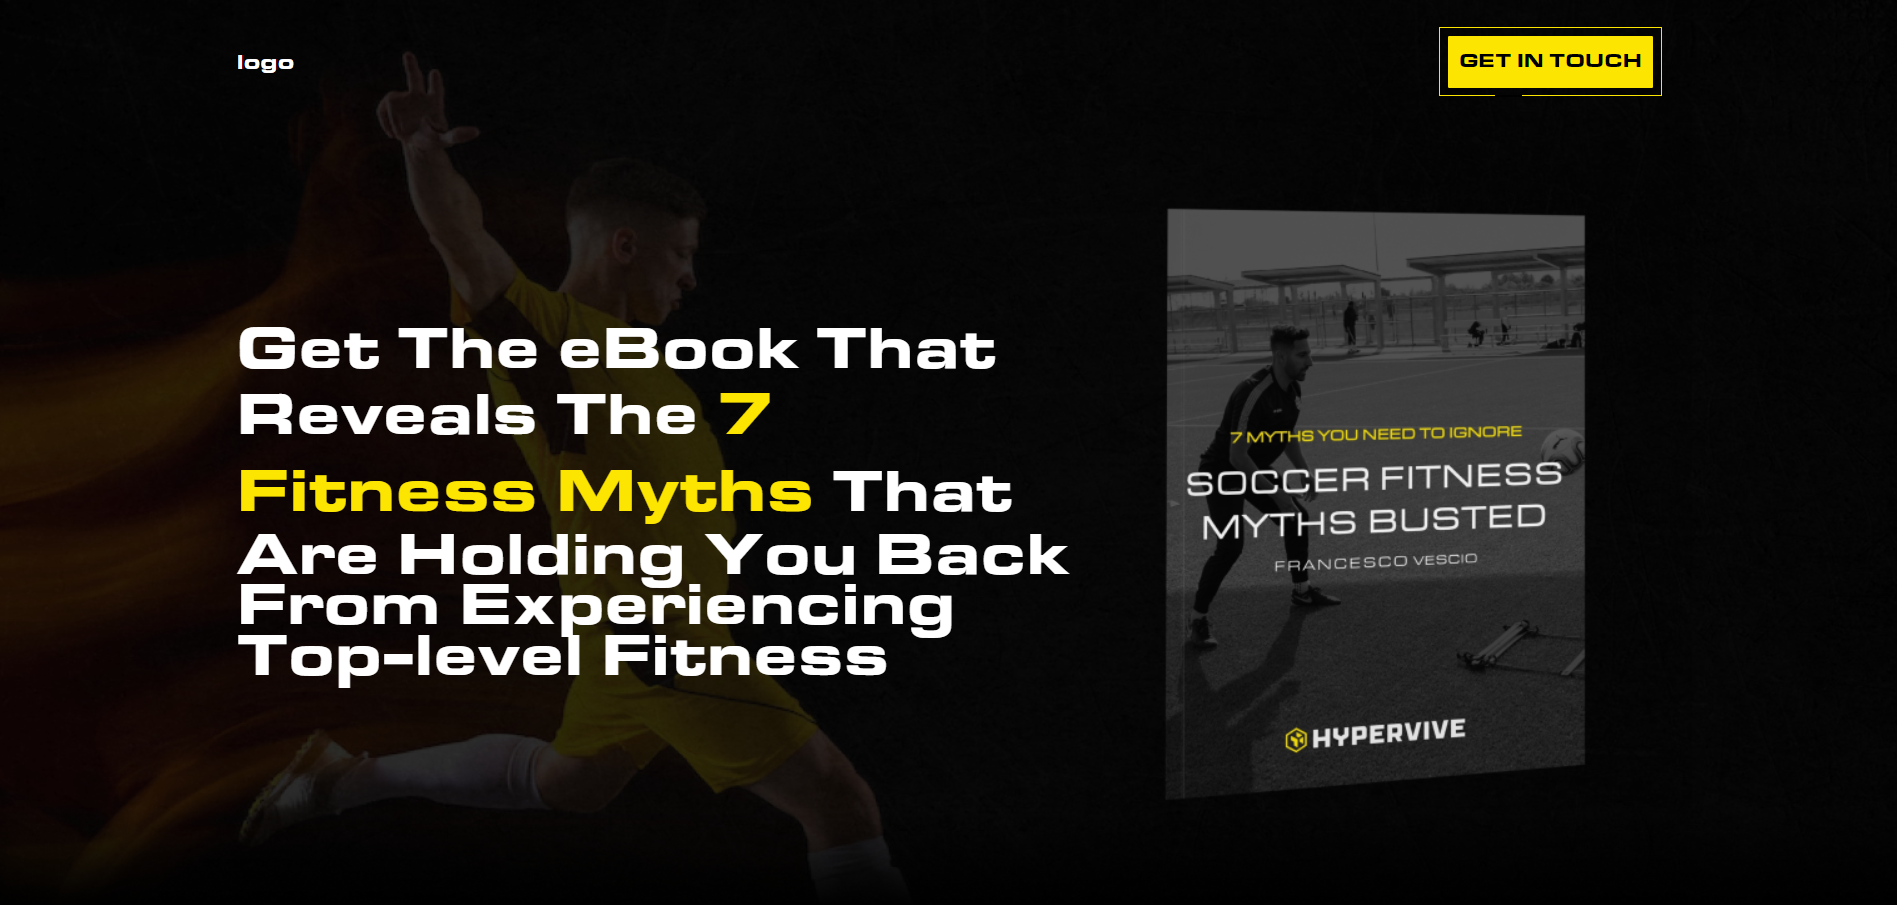 logo
GET IN TOUCH
Get The eBook That
Reveals The 7
Fitness Myths That
Are Holding You Back
From Experiencing
Top-level Fitness
7 MYTHS YOU NEED TO IGNORE
SOCCER FITNESS
MYTHS BUSTED
FRANCESCO VESCIO
HYPERVIVE